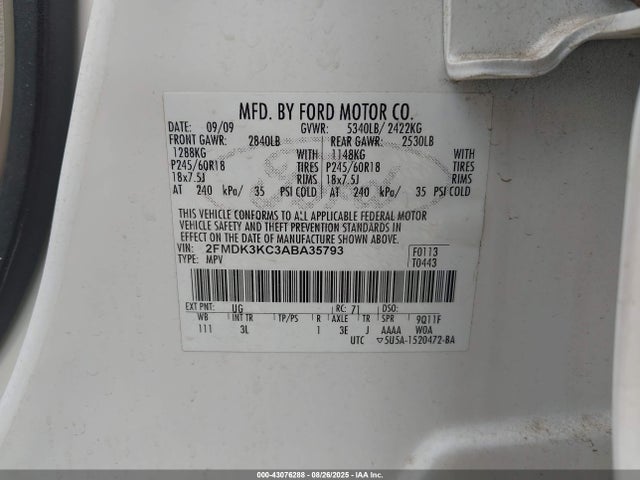 MFD. BY FORD MOTOR CO.
DATE: 09/09 GVWR: 5340LB/ 2422KG
FRONT GAWR: 2840LB REAR GAWR: 2530LB
1288KG WITH 1148KG WITH
P245/60R18 TIRES P245/60R18 TIRES
18x7.5J RIMS 18x7.5J RIMS
AT 240 kPa/ 35 PSI COLD AT 240 kPa/ 35 PSI COLD
THIS VEHICLE CONFORMS TO ALL APPLICABLE FEDERAL MOTOR
VEHICLE SAFETY AND THEFT PREVENTION STANDARDS IN
EFFECT ON THE DATE OF MANUFACTURE SHOWN ABOVE.
VIN: 2FMDK3KC3ABA35793 F0113
TYPE: MPV T0443
EXT PNT: UG RC: 71 DSO:
WB INT TR TP/PS R AXLE TR SPR 9Q11F
111 3L 1 3E J AAAA W0A
UTC ▽5U5A-1520472-BA
000-43076288 - 08/26/2025 - IAA Inc.